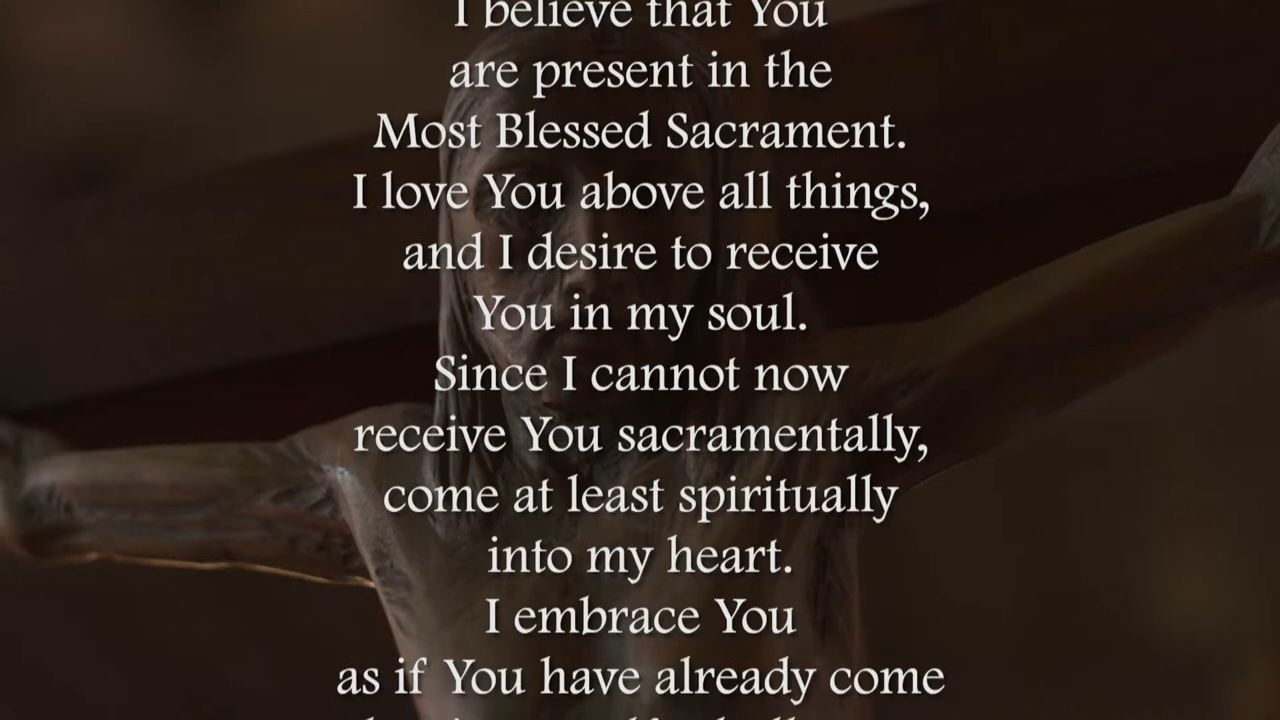 I believe that You
are present in the
Most Blessed Sacrament.
I love You above all things,
and I desire to receive
You in my soul.
Since I cannot now
receive You sacramentally,
come at least spiritually
into my heart.
I embrace You
as if You have already come